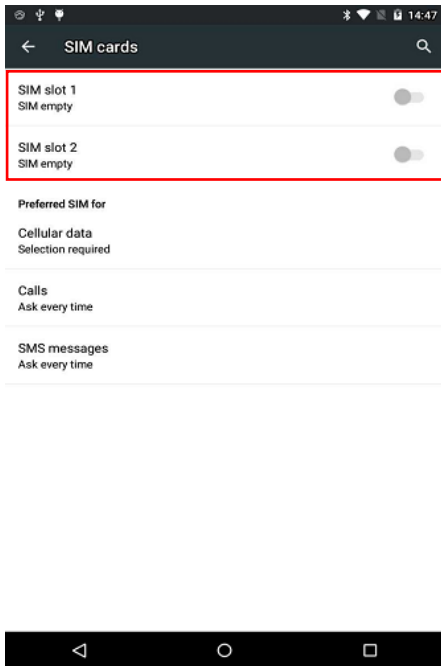 14:47
SIM cards
SIM slot 1
SIM empty
SIM slot 2
SIM empty
Preferred SIM for
Cellular data
Selection required
Calls
Ask every time
SMS messages
Ask every time